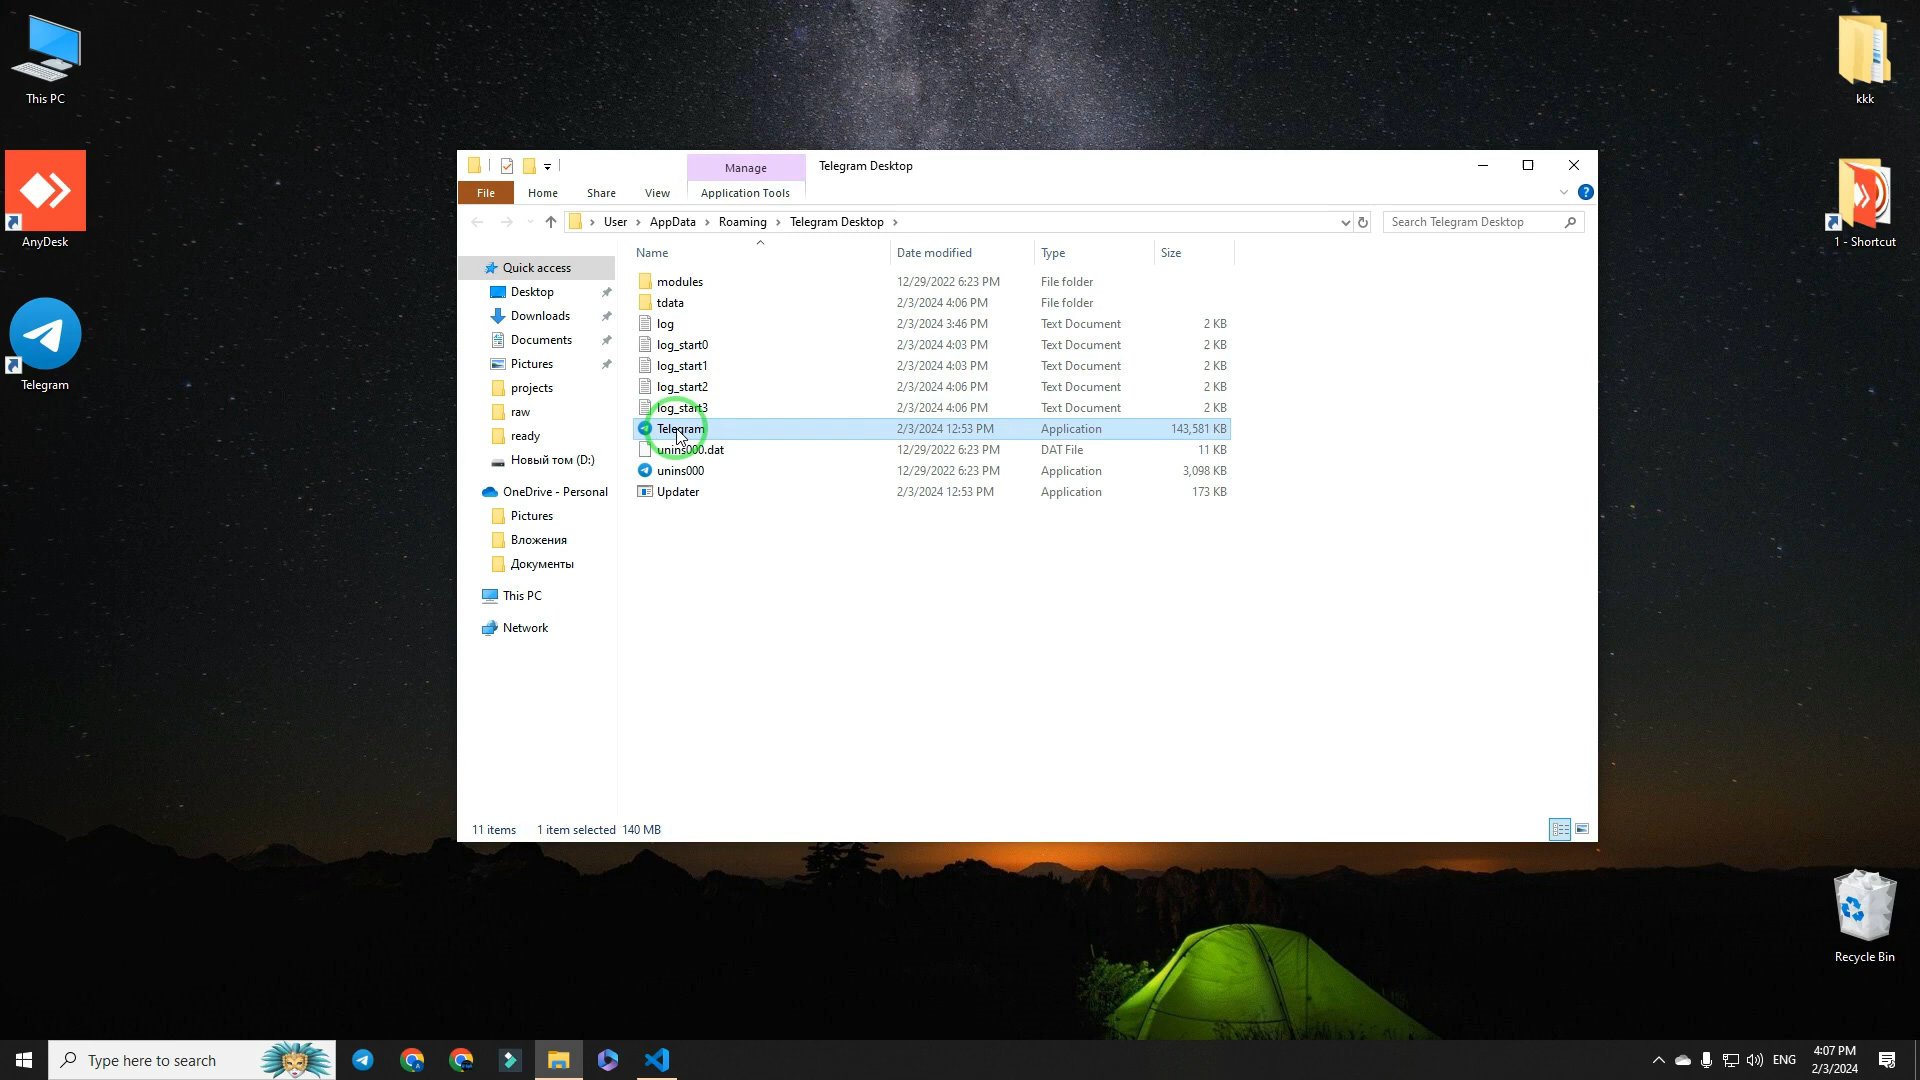 This PC
AnyDesk
Telegram
kkk
1 - Shortcut
Recycle Bin
Manage
Telegram Desktop
File
Home
Share
View
Application Tools
User
AppData
Roaming
Telegram Desktop
Search Telegram Desktop
Name
Date modified
Type
Size
Quick access
Desktop
Downloads
Documents
Pictures
projects
raw
ready
Новый том (D:)
OneDrive - Personal
Pictures
Вложения
Документы
This PC
Network
modules 12/29/2022 6:23 PM File folder
tdata 2/3/2024 4:06 PM File folder
log 2/3/2024 3:46 PM Text Document 2 KB
log_start0 2/3/2024 4:03 PM Text Document 2 KB
log_start1 2/3/2024 4:03 PM Text Document 2 KB
log_start2 2/3/2024 4:06 PM Text Document 2 KB
log_start3 2/3/2024 4:06 PM Text Document 2 KB
Telegram 2/3/2024 12:53 PM Application 143,581 KB
unins000.dat 12/29/2022 6:23 PM DAT File 11 KB
unins000 12/29/2022 6:23 PM Application 3,098 KB
Updater 2/3/2024 12:53 PM Application 173 KB
11 items 1 item selected 140 MB
Type here to search
ENG
4:07 PM
2/3/2024